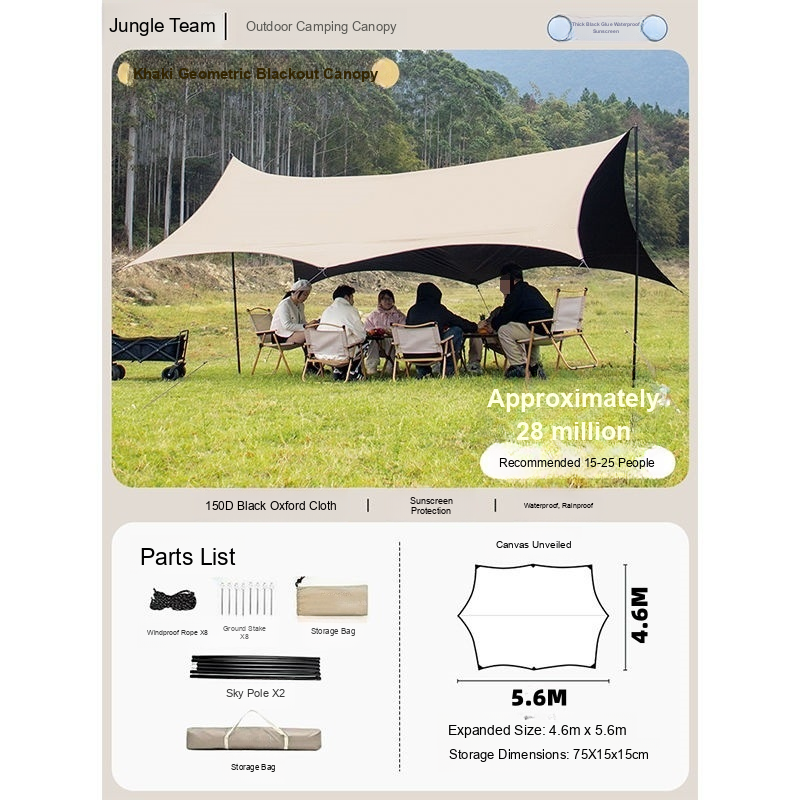 Jungle Team
Outdoor Camping Canopy
Thick Black Glue Waterproof
Sunscreen
Khaki Geometric Blackout Canopy
Approximately
28 million
Recommended 15-25 People
150D Black Oxford Cloth
Sunscreen
Protection
Waterproof, Rainproof
Parts List
Windproof Rope X8
Ground Stake
X8
Storage Bag
Sky Pole X2
Storage Bag
Canvas Unveiled
4.6M
5.6M
Expanded Size: 4.6m x 5.6m
Storage Dimensions: 75X15x15cm